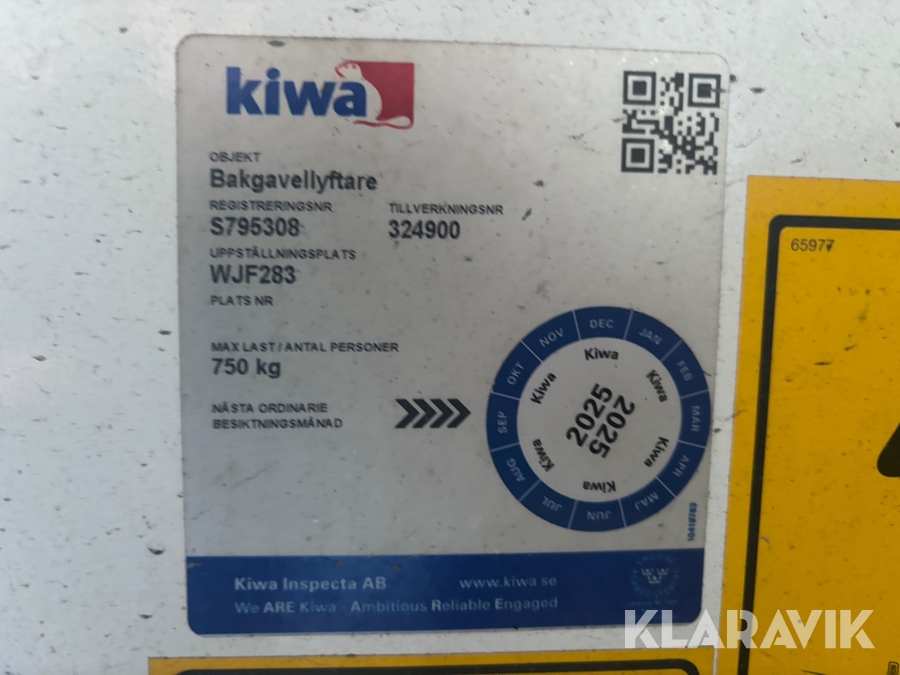 kiwa
OBJEKT
Bakgavellyftare
REGISTRERINGSNR TILLVERKNINGSNR
S795308 324900
UPPSTÄLLNINGSPLATS
WJF283
PLATS NR
MAX LAST / ANTAL PERSONER
750 kg
NÄSTA ORDINARIE
BESIKTNINGSMÅNAD
DEC JAN FEB MAR APR MAJ JUN JUL AUG SEP OKT NOV
Kiwa Kiwa Kiwa Kiwa Kiwa Kiwa
2025
2025
16419783
Kiwa Inspecta AB www.kiwa.se
We ARE Kiwa - Ambitious Reliable Engaged
65977
KLARAVIK